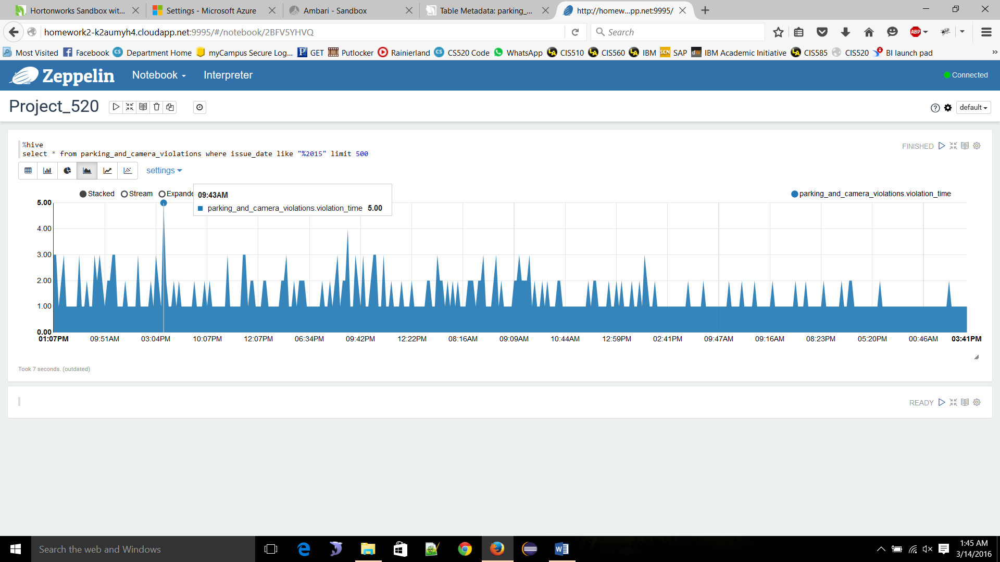 Hortonworks Sandbox wit...
Settings - Microsoft Azure
Ambari - Sandbox
Table Metadata: parking_...
http://homew...pp.net:9995/
homework2-k2aumyh4.cloudapp.net:9995/#/notebook/2BFV5YHVQ
Search
ABP
Most Visited Facebook Department Home myCampus Secure Log... GET Putlocker Rainierland CS520 Code WhatsApp CIS510 CIS560 IBM SAP IBM Academic Initiative CIS585 CIS520 BI launch pad
Zeppelin Notebook Interpreter Connected
Project_520 default
%hive
select * from parking_and_camera_violations where issue_date like "%2015" limit 500
FINISHED
settings
Stacked Stream Expande
09:43AM
parking_and_camera_violations.violation_time 5.00
parking_and_camera_violations.violation_time
5.00
4.00
3.00
2.00
1.00
0.00
01:07PM 09:51AM 03:04PM 10:07PM 12:07PM 06:34PM 09:42PM 12:22PM 08:16AM 09:09AM 10:44AM 12:59PM 02:41PM 09:47AM 09:16AM 08:23PM 05:20PM 00:46AM 03:41PM
Took 7 seconds. (outdated)
READY
Search the web and Windows
1:45 AM
3/14/2016